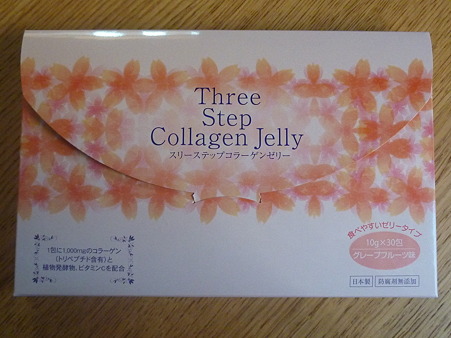 Three
Step
Collagen Jelly
スリーステップコラーゲンゼリー
食べやすいゼリータイプ
10g×30包
グレープフルーツ味
1包に1,000mgのコラーゲン
(トリペプチド含有)と
植物発酵物、ビタミンCを配合
日本製 防腐剤無添加